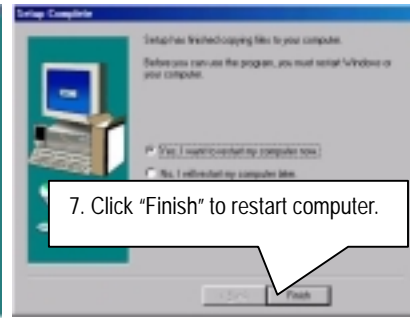 Setup Complete
Setup has finished copying files to your computer.
Before you can use the program, you must restart Windows or
your computer.
Yes, I want to restart my computer now.
No, I will restart my computer later.
7. Click “Finish” to restart computer.
< Back
Finish